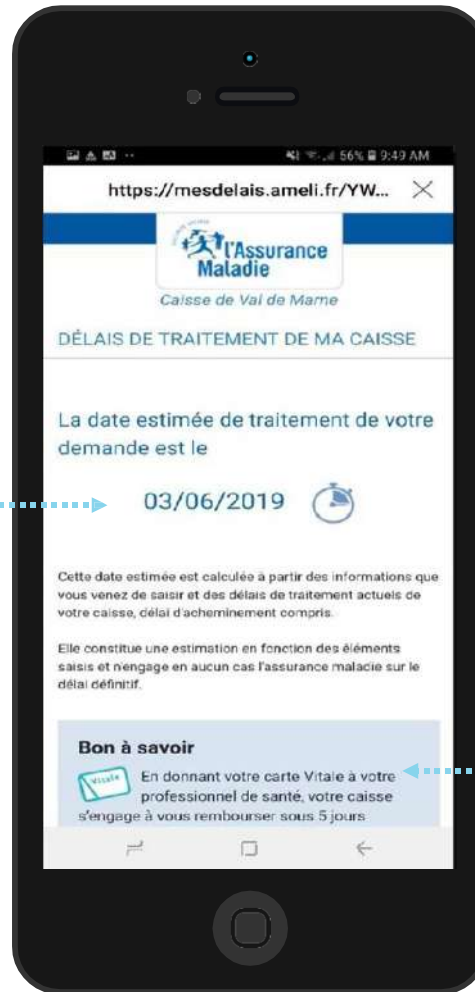 56% 9:49 AM
https://mesdelais.ameli.fr/YW...
l'Assurance
Maladie
Caisse de Val de Marne
DÉLAIS DE TRAITEMENT DE MA CAISSE
La date estimée de traitement de votre
demande est le
03/06/2019
Cette date estimée est calculée à partir des informations que
vous venez de saisir et des délais de traitement actuels de
votre caisse, délai d'acheminement compris.
Elle constitue une estimation en fonction des éléments
saisis et n'engage en aucun cas l'assurance maladie sur le
délai définitif.
Bon à savoir
Vitale
En donnant votre carte Vitale à votre
professionnel de santé, votre caisse
s'engage à vous rembourser sous 5 jours